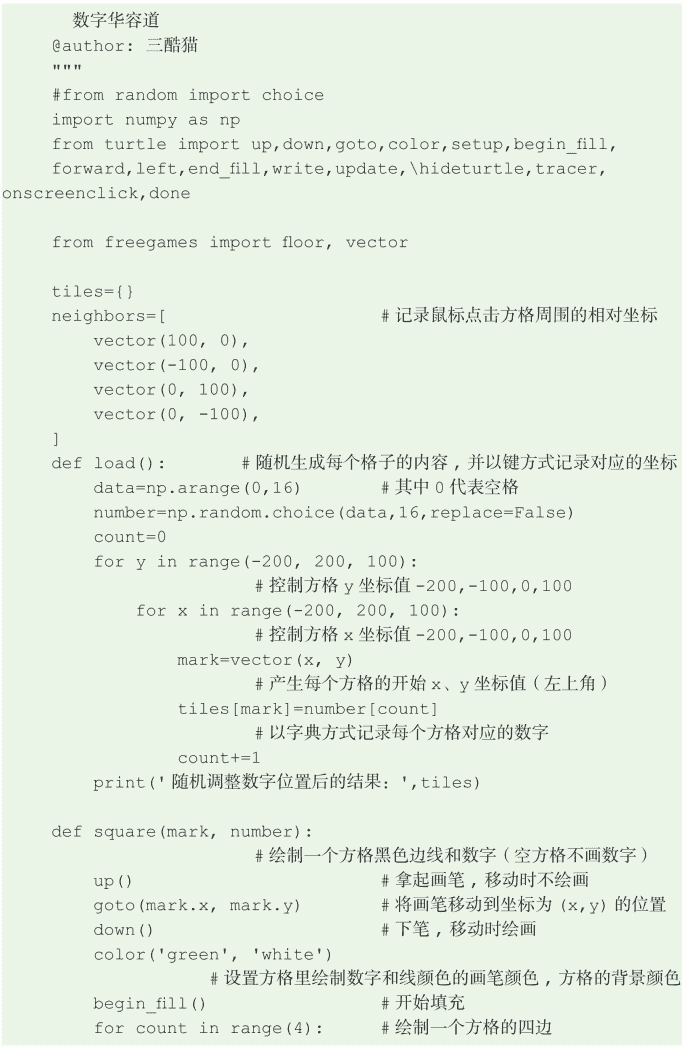 数字华容道
@author: 三酷猫
"""
#from random import choice
import numpy as np
from turtle import up,down,goto,color,setup,begin_fill,
forward,left,end_fill,write,update,\hideturtle,tracer,
onscreenclick,done
from freegames import floor, vector
tiles={}
neighbors=[ #记录鼠标点击方格周围的相对坐标
vector(100, 0),
vector(-100, 0),
vector(0, 100),
vector(0, -100),
]
def load(): #随机生成每个格子的内容，并以键方式记录对应的坐标
data=np.arange(0,16) #其中0代表空格
number=np.random.choice(data,16,replace=False)
count=0
for y in range(-200, 200, 100):
#控制方格y坐标值-200,-100,0,100
for x in range(-200, 200, 100):
#控制方格x坐标值-200,-100,0,100
mark=vector(x, y)
#产生每个方格的开始x、y坐标值（左上角）
tiles[mark]=number[count]
#以字典方式记录每个方格对应的数字
count+=1
print('随机调整数字位置后的结果：',tiles)
def square(mark, number):
#绘制一个方格黑色边线和数字（空方格不画数字）
up() #拿起画笔，移动时不绘画
goto(mark.x, mark.y) #将画笔移动到坐标为(x,y)的位置
down() #下笔，移动时绘画
color('green', 'white')
#设置方格里绘制数字和线颜色的画笔颜色，方格的背景颜色
begin_fill() #开始填充
for count in range(4): #绘制一个方格的四边